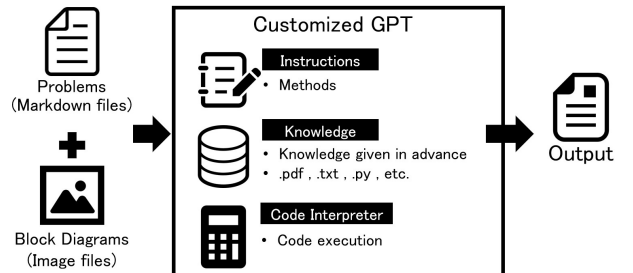 Customized GPT
Problems
(Markdown files)
Block Diagrams
(Image files)
Instructions
• Methods
Knowledge
• Knowledge given in advance
• .pdf , .txt , .py , etc.
Code Interpreter
• Code execution
Output